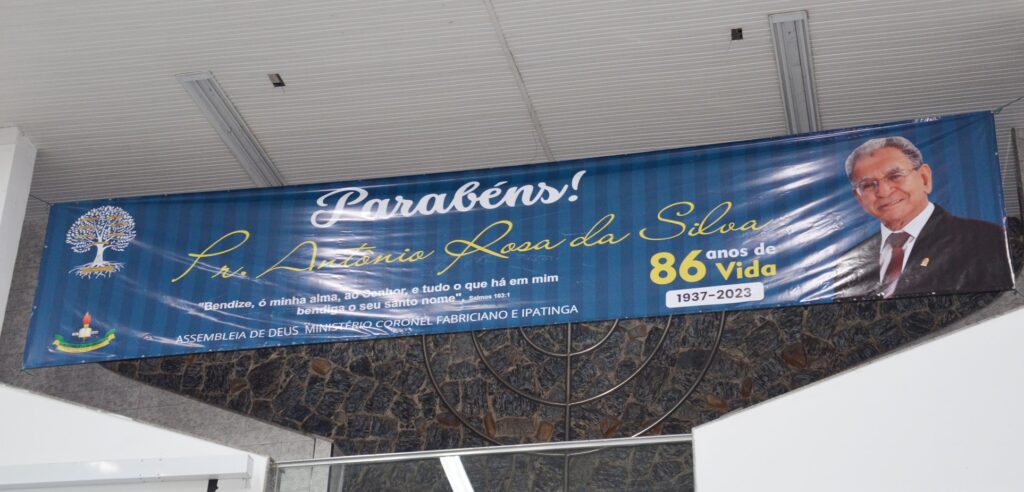 Parabéns!
Pr. Antônio Rosa da Silva
86 anos de Vida
1937-2023
"Bendize, ó minha alma, ao Senhor, e tudo o que há em mim
bendiga o seu santo nome". Salmos 103:1
ASSEMBLEIA DE DEUS MINISTÉRIO CORONEL FABRICIANO E IPATINGA